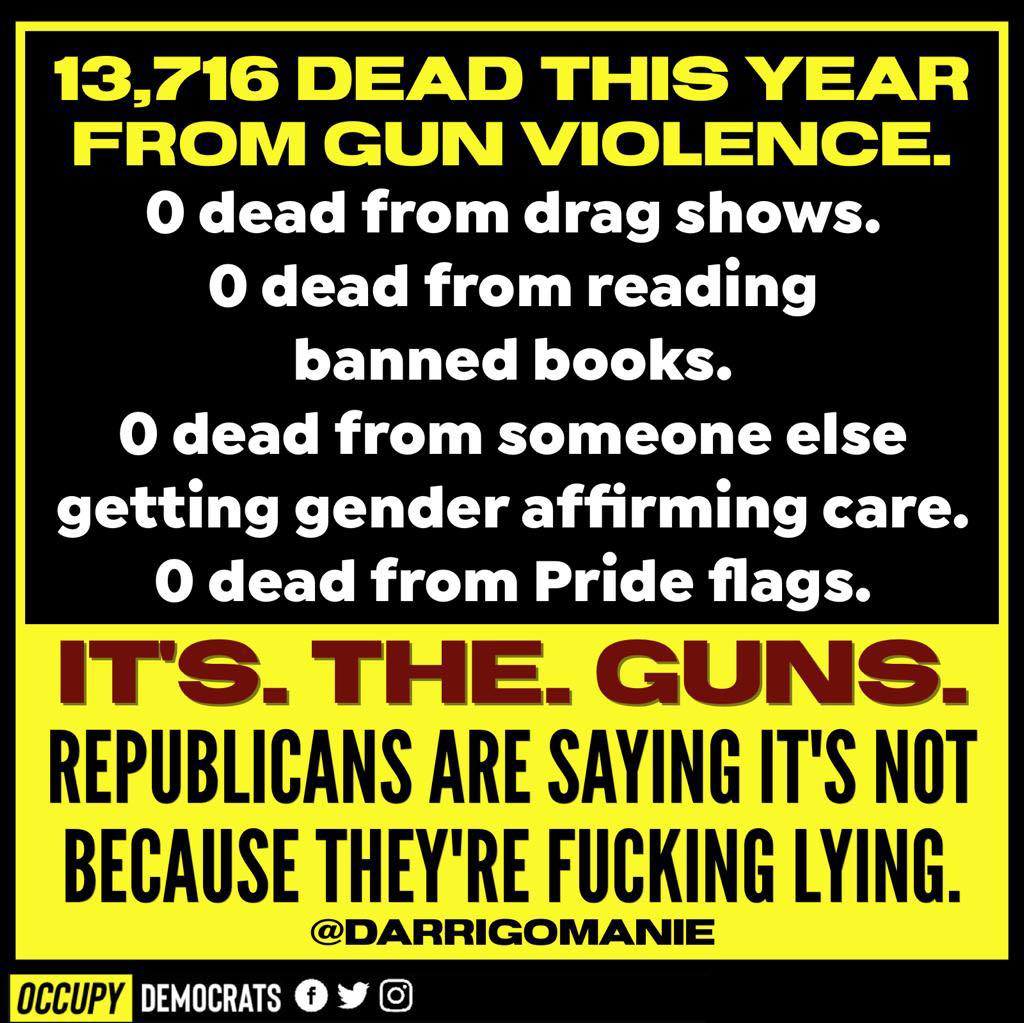 13,716 DEAD THIS YEAR
FROM GUN VIOLENCE.
0 dead from drag shows.
0 dead from reading
banned books.
0 dead from someone else
getting gender affirming care.
0 dead from Pride flags.
IT'S. THE. GUNS.
REPUBLICANS ARE SAYING IT'S NOT
BECAUSE THEY'RE FUCKING LYING.
@DARRIGOMANIE
OCCUPY DEMOCRATS